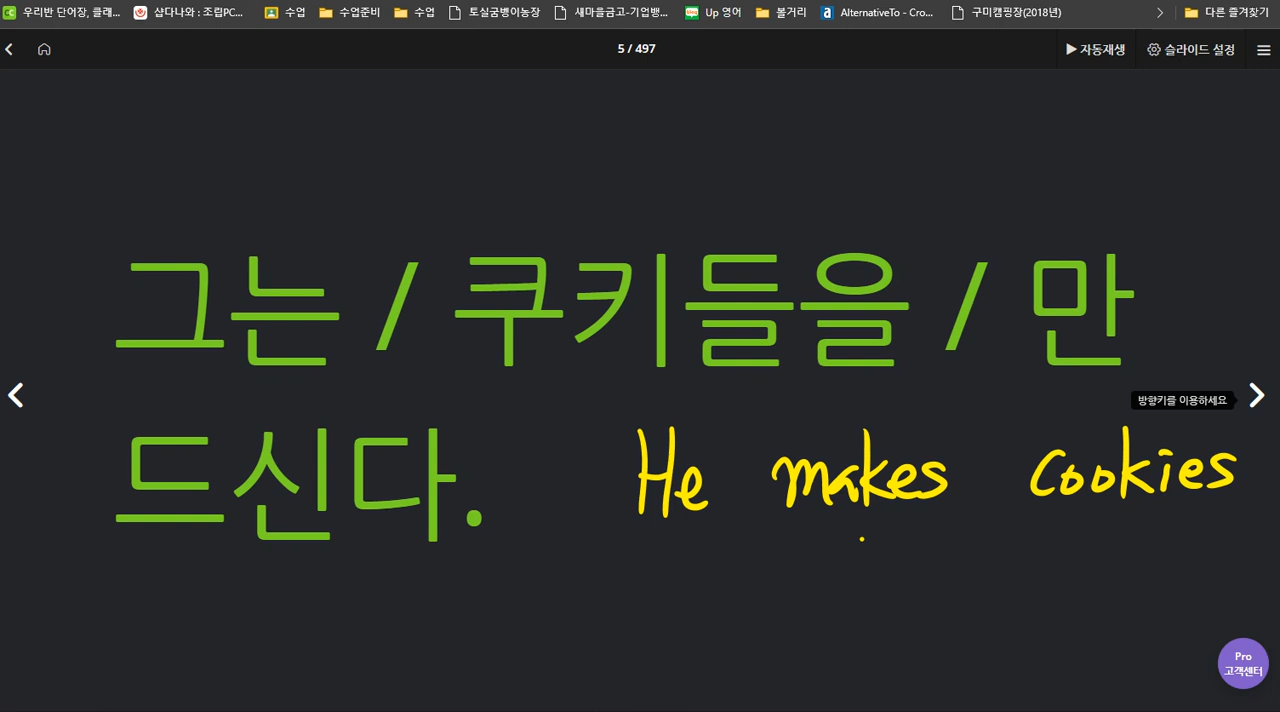 우리반 단어장, 클래... 샵다나와 : 조립PC... 수업 수업준비 수업 토실굼벵이농장 새마을금고-기업뱅... Up 영어 볼거리 AlternativeTo - Cro... 구미캠핑장(2018년) 다른 즐겨찾기
5 / 497 자동재생 슬라이드 설정
그는 / 쿠키들을 / 만
방향키를 이용하세요
드신다. He makes cookies
Pro
고객센터